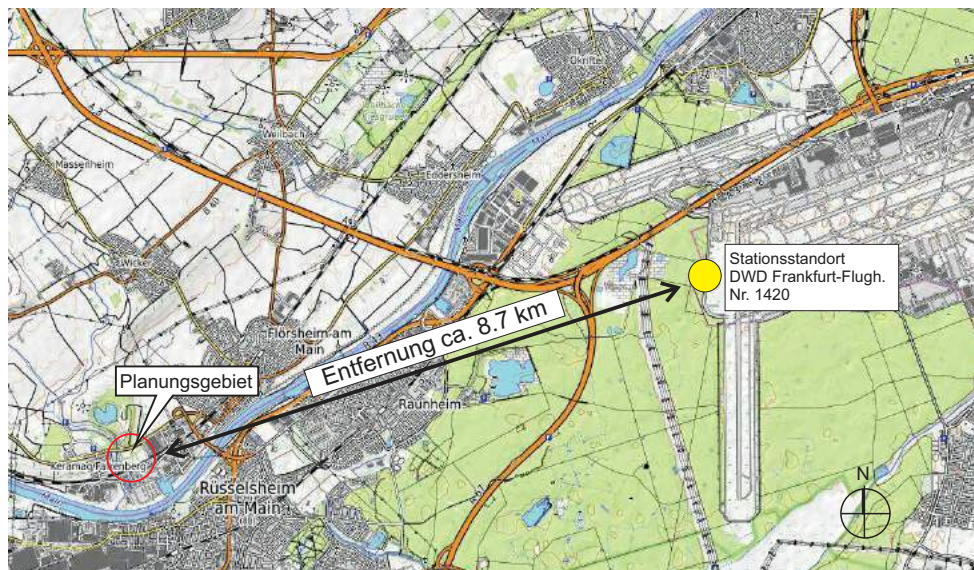 Okriftel
Weilbach
Massenheim
Eddersheim
Wicker
Stationsstandort
DWD Frankfurt-Flugh.
Nr. 1420
Entfernung ca. 8.7 km
Flörsheim am
Main
Planungsgebiet
Raunheim
Keramag Falkenberg
Rüsselsheim
am Main
N